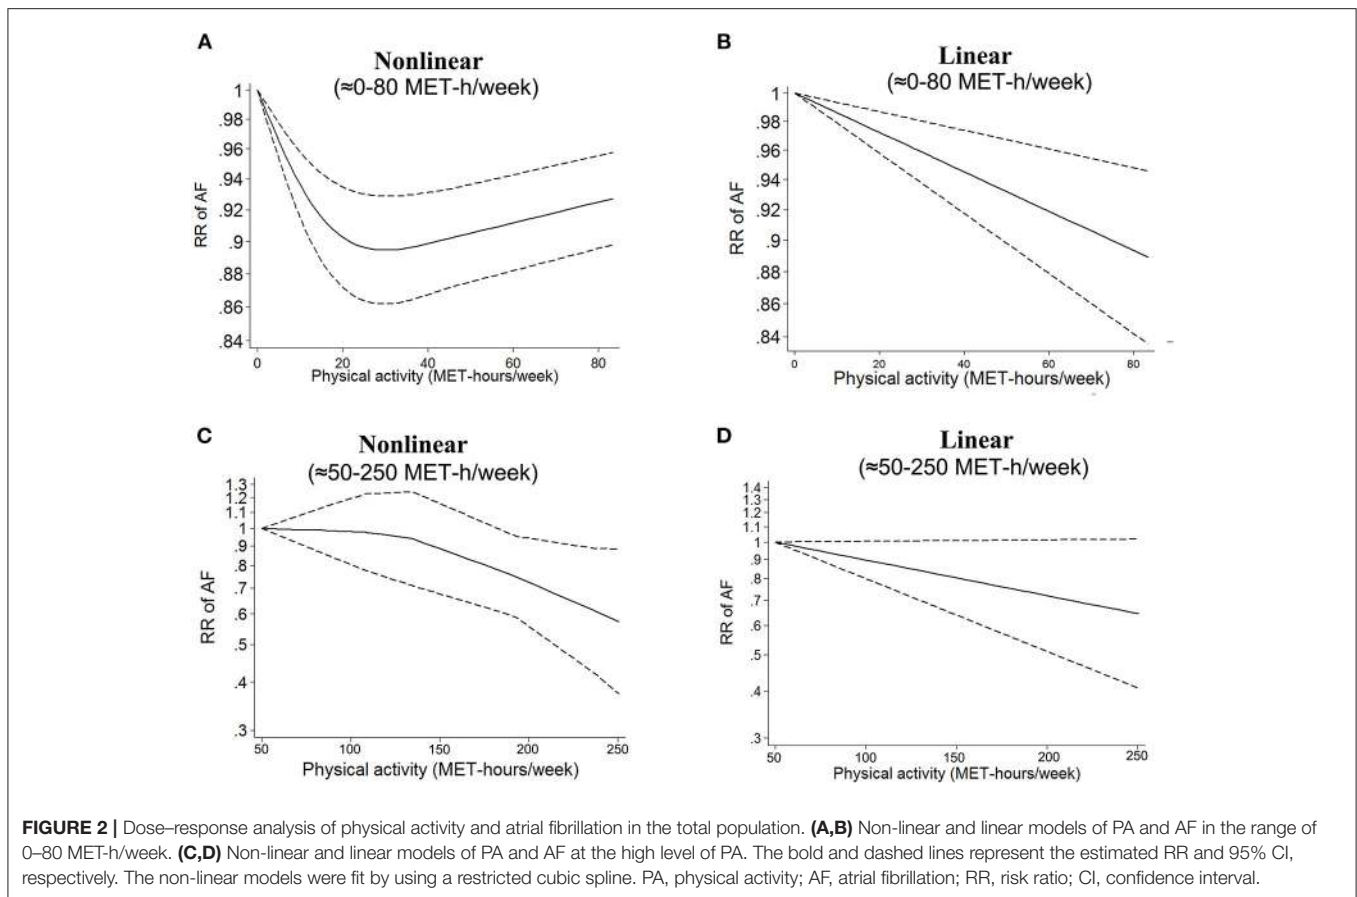 A
Nonlinear
(≈0-80 MET-h/week)
1
.98
.96
.94
.92
.9
.88
.86
.84
RR of AF
0 20 40 60 80
Physical activity (MET-hours/week)
B
Linear
(≈0-80 MET-h/week)
1
.98
.96
.94
.92
.9
.88
.86
.84
RR of AF
0 20 40 60 80
Physical activity (MET-hours/week)
C
Nonlinear
(≈50-250 MET-h/week)
1.3
1.2
1.1
1
.9
.8
.7
.6
.5
.4
.3
RR of AF
50 100 150 200 250
Physical activity (MET-hours/week)
D
Linear
(≈50-250 MET-h/week)
1.4
1.3
1.2
1.1
1
.9
.8
.7
.6
.5
.4
.3
RR of AF
50 100 150 200 250
Physical activity (MET-hours/week)
FIGURE 2 | Dose–response analysis of physical activity and atrial fibrillation in the total population. (A,B) Non-linear and linear models of PA and AF in the range of
0–80 MET-h/week. (C,D) Non-linear and linear models of PA and AF at the high level of PA. The bold and dashed lines represent the estimated RR and 95% CI,
respectively. The non-linear models were fit by using a restricted cubic spline. PA, physical activity; AF, atrial fibrillation; RR, risk ratio; CI, confidence interval.